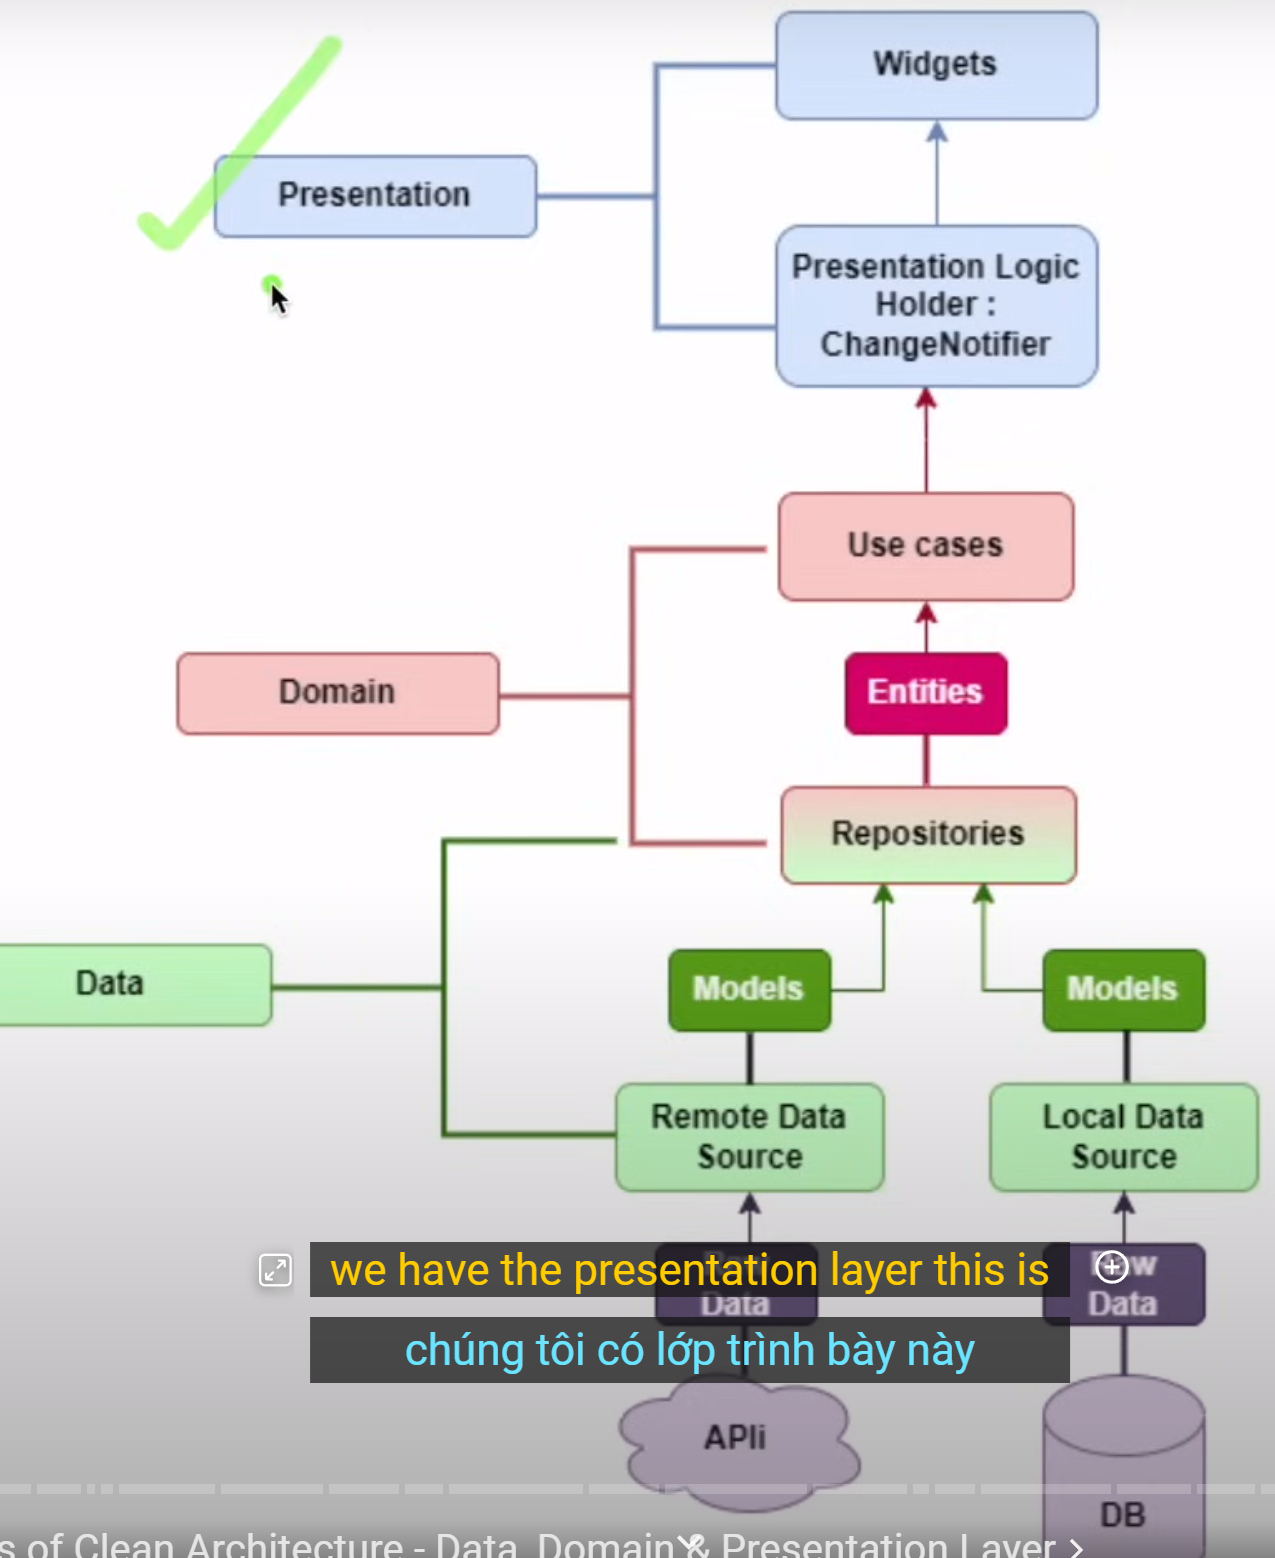 Widgets
Presentation
Presentation Logic
Holder :
ChangeNotifier
Use cases
Domain
Entities
Repositories
Data
Models
Models
Remote Data
Source
Local Data
Source
we have the presentation layer this is
Data
Raw
Data
chúng tôi có lớp trình bày này
APIi
DB
s of Clean Architecture - Data, Domain & Presentation Layer